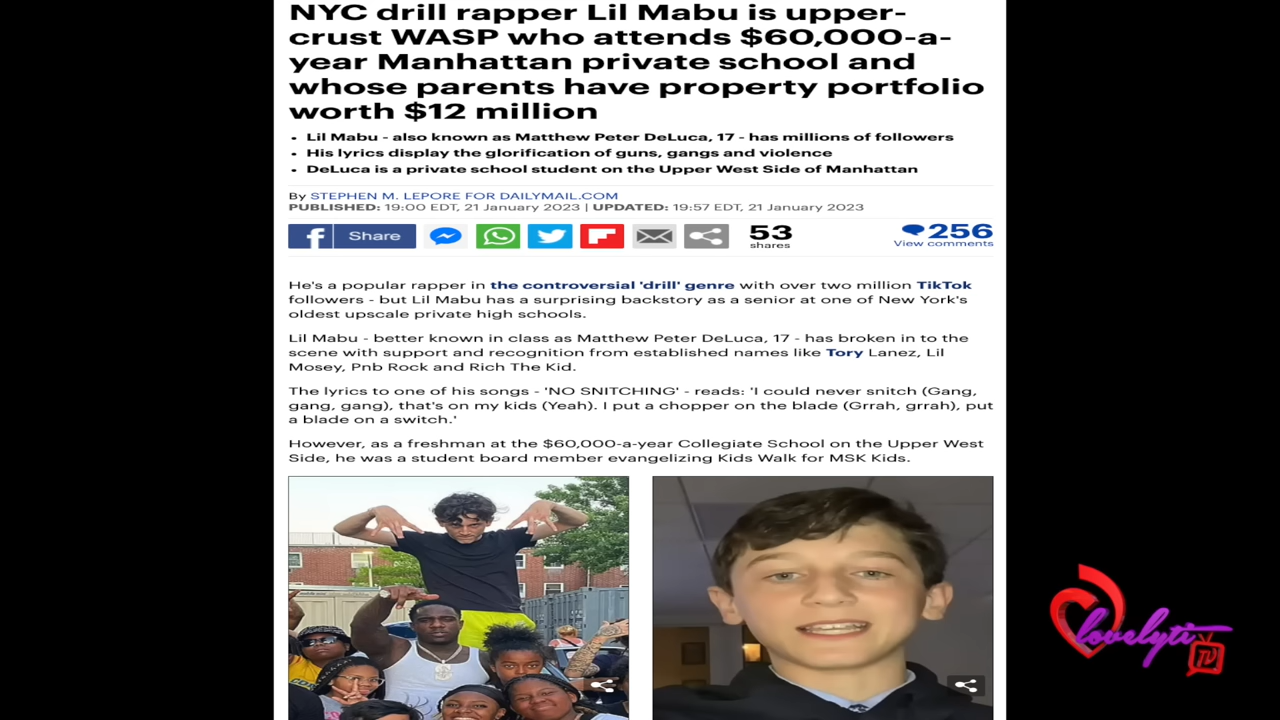 NYC drill rapper Lil Mabu is upper-
crust WASP who attends $60,000-a-
year Manhattan private school and
whose parents have property portfolio
worth $12 million
• Lil Mabu - also known as Matthew Peter DeLuca, 17 - has millions of followers
• His lyrics display the glorification of guns, gangs and violence
• DeLuca is a private school student on the Upper West Side of Manhattan
By STEPHEN M. LEPORE FOR DAILYMAIL.COM
PUBLISHED: 19:00 EDT, 21 January 2023 | UPDATED: 19:57 EDT, 21 January 2023
f Share
53
shares
256
View comments
He's a popular rapper in the controversial 'drill' genre with over two million TikTok
followers - but Lil Mabu has a surprising backstory as a senior at one of New York's
oldest upscale private high schools.
Lil Mabu - better known in class as Matthew Peter DeLuca, 17 - has broken in to the
scene with support and recognition from established names like Tory Lanez, Lil
Mosey, Pnb Rock and Rich The Kid.
The lyrics to one of his songs - 'NO SNITCHING' - reads: 'I could never snitch (Gang,
gang, gang), that's on my kids (Yeah). I put a chopper on the blade (Grrah, grrah), put
a blade on a switch.'
However, as a freshman at the $60,000-a-year Collegiate School on the Upper West
Side, he was a student board member evangelizing Kids Walk for MSK Kids.
lovelyti
TV